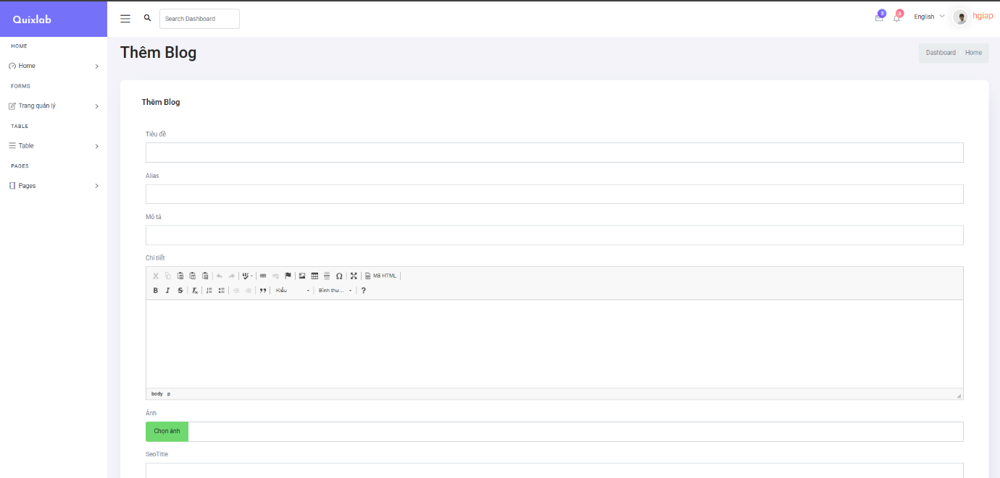 Quixlab
Search Dashboard
3
3
English
hgiap
HOME
Home
FORMS
Trang quản lý
TABLE
Table
PAGES
Pages
Thêm Blog
Dashboard
Home
Thêm Blog
Tiêu đề
Alias
Mô tả
Chi tiết
Mã HTML
B I S
Kiểu
Bình thư...
?
body p
Ảnh
Chọn ảnh
SeoTitle